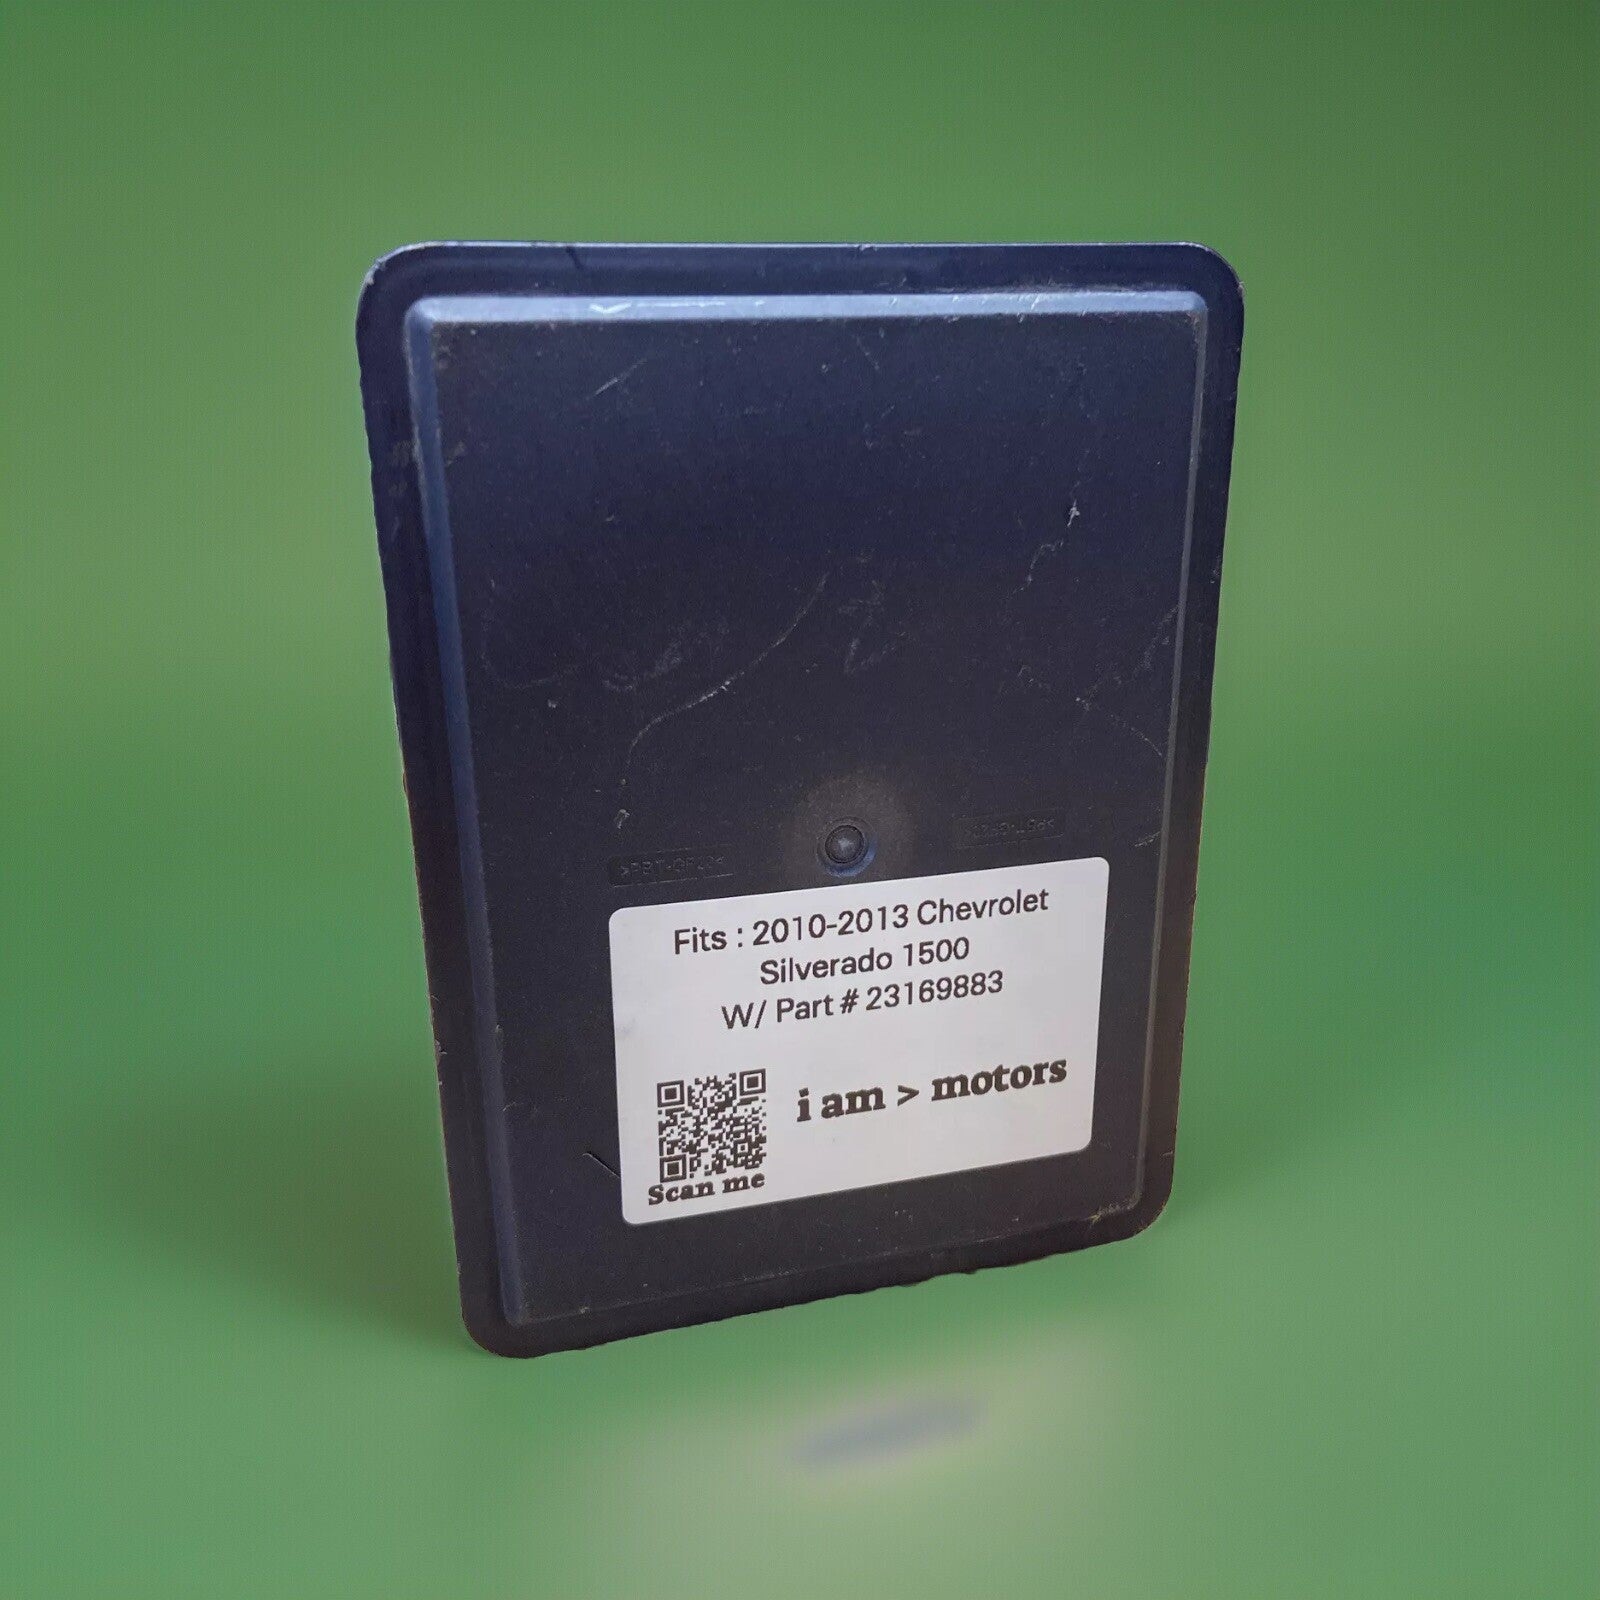 Fits : 2010-2013 Chevrolet
Silverado 1500
W/ Part # 23169883
i am > motors
Scan me